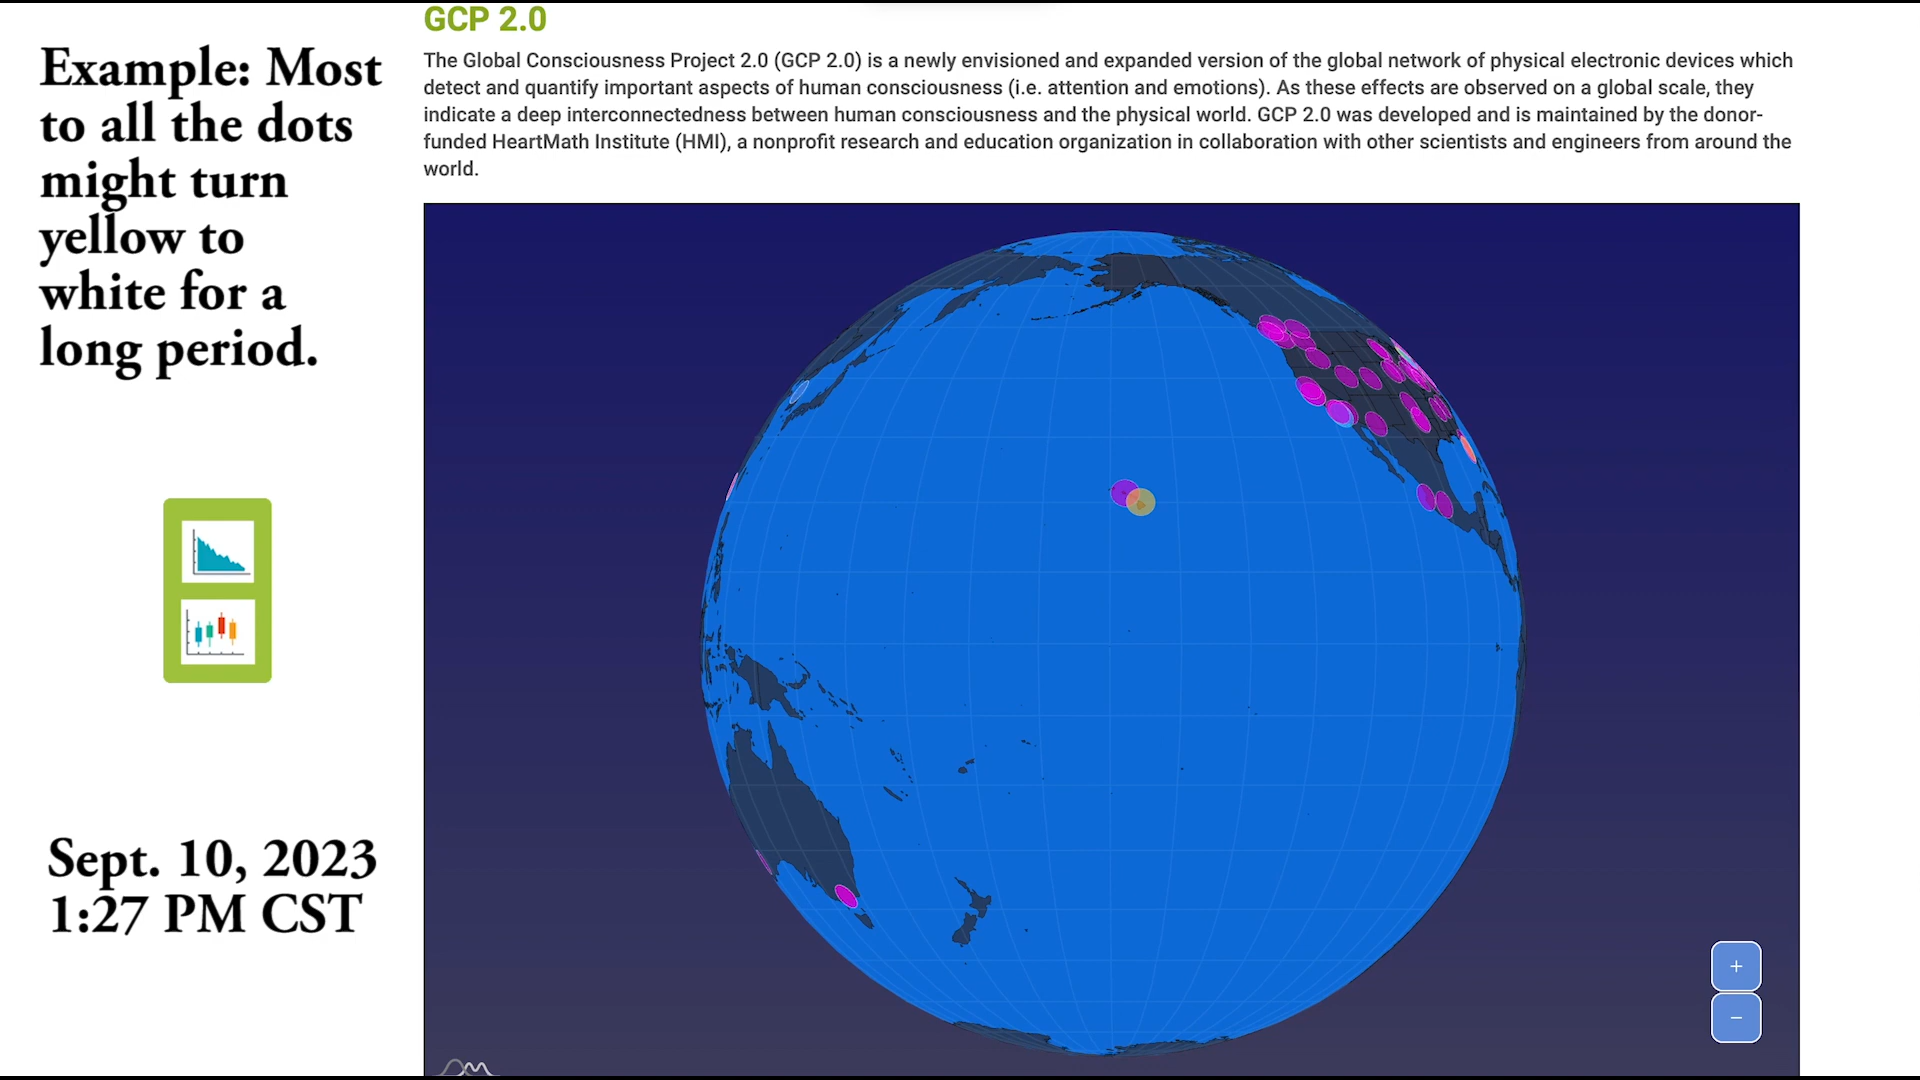 GCP 2.0
The Global Consciousness Project 2.0 (GCP 2.0) is a newly envisioned and expanded version of the global network of physical electronic devices which
detect and quantify important aspects of human consciousness (i.e. attention and emotions). As these effects are observed on a global scale, they
indicate a deep interconnectedness between human consciousness and the physical world. GCP 2.0 was developed and is maintained by the donor-
funded HeartMath Institute (HMI), a nonprofit research and education organization in collaboration with other scientists and engineers from around the
world.
Example: Most
to all the dots
might turn
yellow to
white for a
long period.
Sept. 10, 2023
1:27 PM CST
+
−